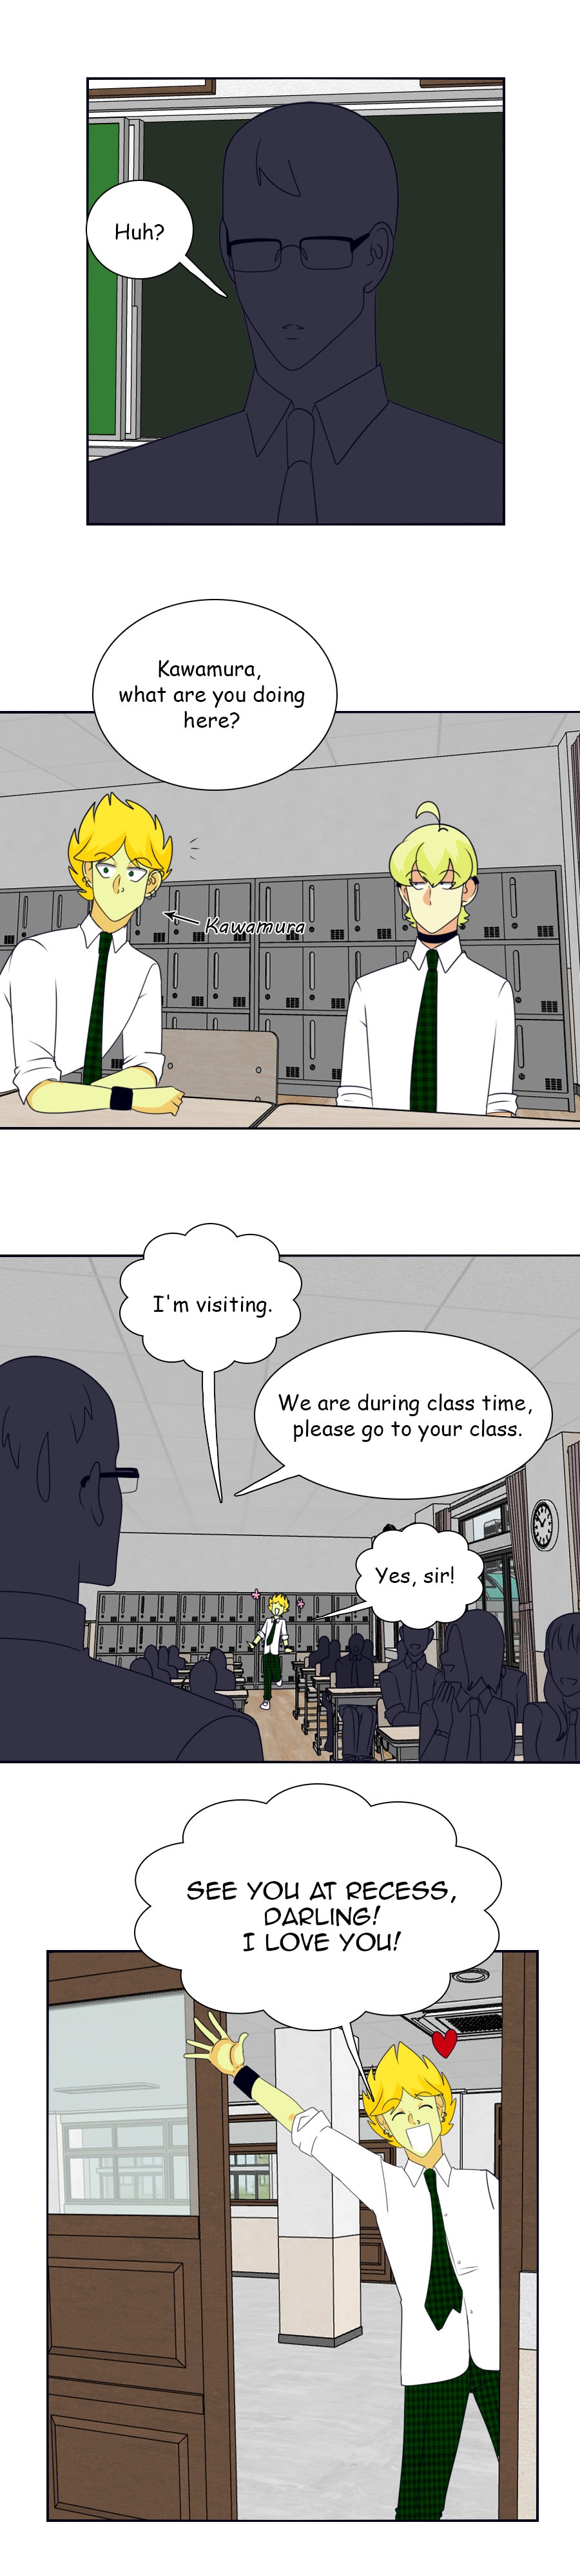 Huh?
Kawamura,
what are you doing
here?
Kawamura
I'm visiting.
We are during class time,
please go to your class.
Yes, sir!
SEE YOU AT RECESS,
DARLING!
I LOVE YOU!